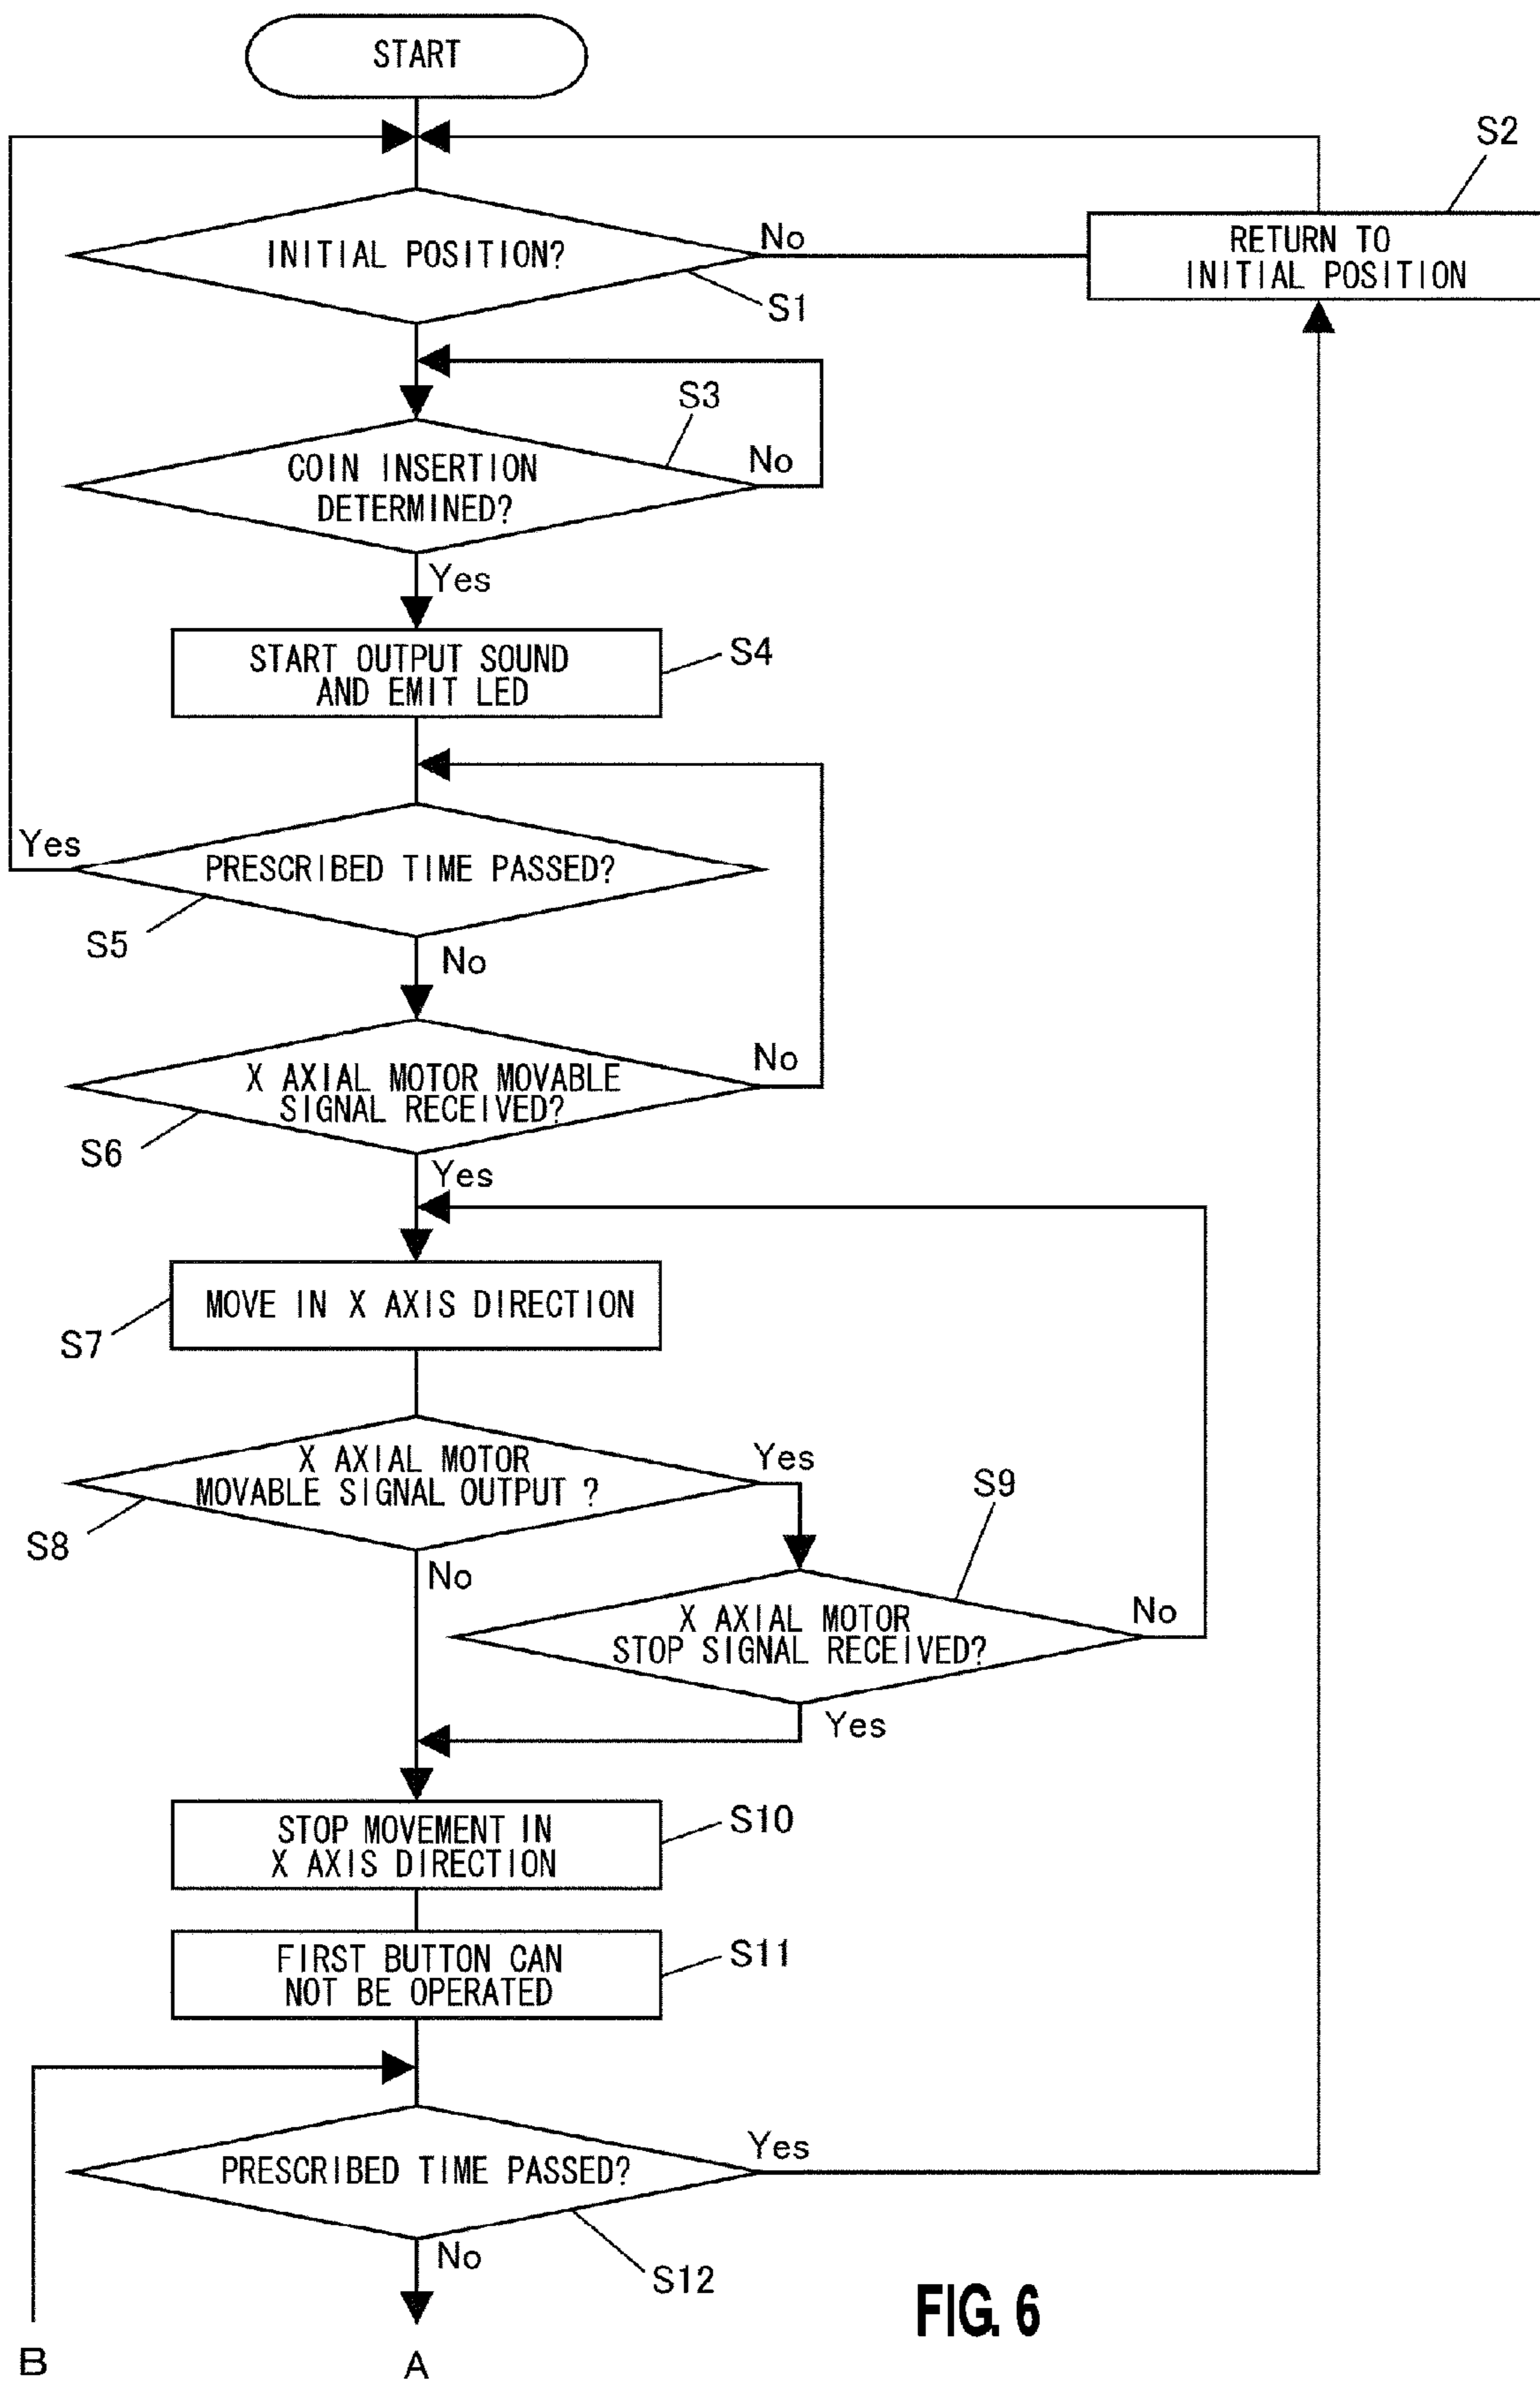 START
S2
INITIAL POSITION?
No
RETURN TO
INITIAL POSITION
S1
S3
COIN INSERTION
DETERMINED?
No
Yes
START OUTPUT SOUND
AND EMIT LED
S4
Yes
PRESCRIBED TIME PASSED?
S5
No
X AXIAL MOTOR MOVABLE
SIGNAL RECEIVED?
No
S6
Yes
MOVE IN X AXIS DIRECTION
S7
X AXIAL MOTOR
MOVABLE SIGNAL OUTPUT ?
Yes
S8
S9
No
X AXIAL MOTOR
STOP SIGNAL RECEIVED?
No
Yes
STOP MOVEMENT IN
X AXIS DIRECTION
S10
FIRST BUTTON CAN
NOT BE OPERATED
S11
PRESCRIBED TIME PASSED?
Yes
No
S12
FIG. 6
B
A